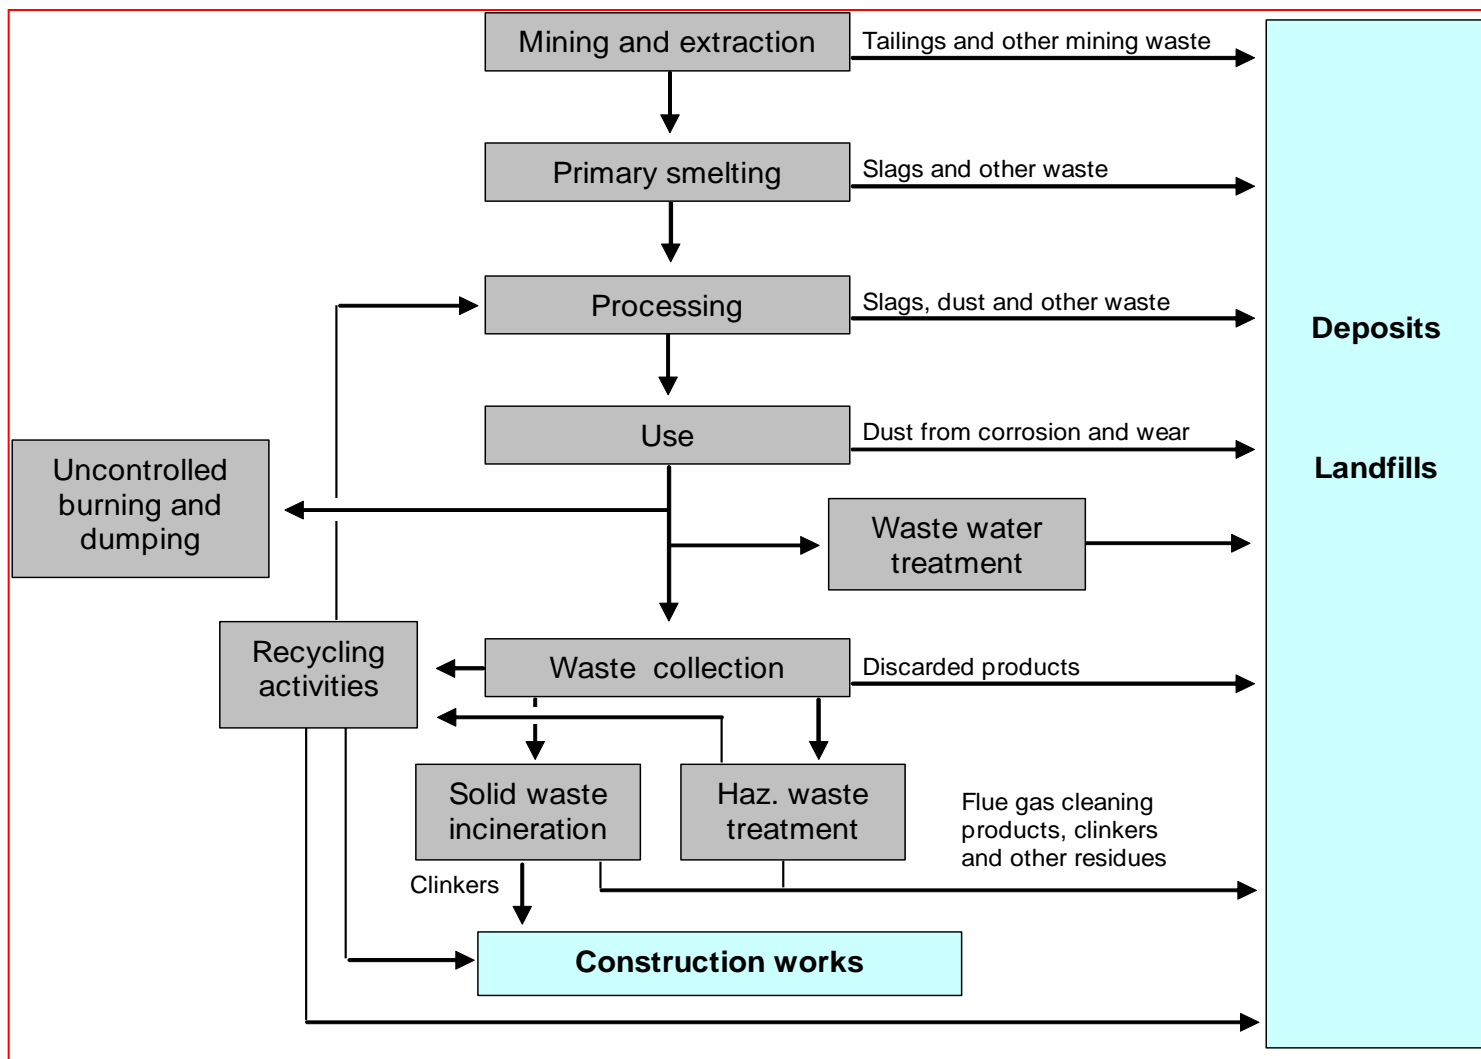 Mining and extraction
Tailings and other mining waste
Primary smelting
Slags and other waste
Processing
Slags, dust and other waste
Deposits
Use
Dust from corrosion and wear
Landfills
Uncontrolled
burning and
dumping
Waste water
treatment
Recycling
activities
Waste collection
Discarded products
Solid waste
incineration
Haz. waste
treatment
Flue gas cleaning
products, clinkers
and other residues
Clinkers
Construction works